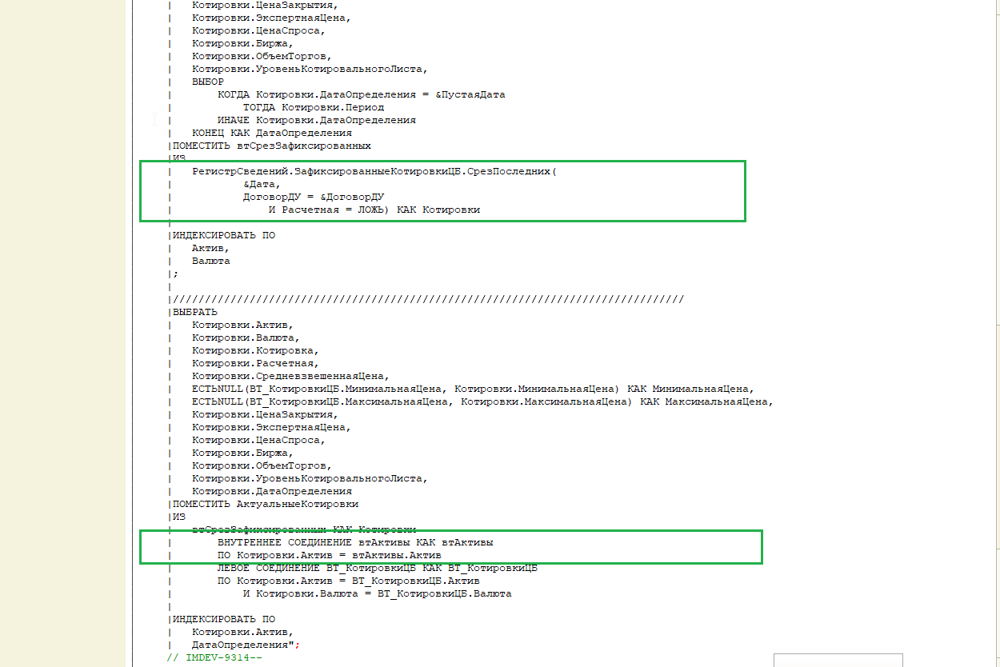 |   Котировки.ЦенаЗакрытия,
|   Котировки.ЭкспертнаяЦена,
|   Котировки.ЦенаСпроса,
|   Котировки.Биржа,
|   Котировки.ОбъемТоргов,
|   Котировки.УровеньКотировальногоЛиста,
|   ВЫБОР
|       КОГДА Котировки.ДатаОпределения = &ПустаяДата
|           ТОГДА Котировки.Период
|       ИНАЧЕ Котировки.ДатаОпределения
|   КОНЕЦ КАК ДатаОпределения
|ПОМЕСТИТЬ втСрезЗафиксированных
|ИЗ
|   РегистрСведений.ЗафиксированныеКотировкиЦБ.СрезПоследних(
|           &Дата,
|           ДоговорДУ = &ДоговорДУ
|               И Расчетная = ЛОЖЬ) КАК Котировки
|
|ИНДЕКСИРОВАТЬ ПО
|   Актив,
|   Валюта
|;
|
|////////////////////////////////////////////////////////////////////////////////
|ВЫБРАТЬ
|   Котировки.Актив,
|   Котировки.Валюта,
|   Котировки.Котировка,
|   Котировки.Расчетная,
|   Котировки.СредневзвешеннаяЦена,
|   ЕСТЬNULL(ВТ_КотировкиЦБ.МинимальнаяЦена, Котировки.МинимальнаяЦена) КАК МинимальнаяЦена,
|   ЕСТЬNULL(ВТ_КотировкиЦБ.МаксимальнаяЦена, Котировки.МаксимальнаяЦена) КАК МаксимальнаяЦена,
|   Котировки.ЦенаЗакрытия,
|   Котировки.ЭкспертнаяЦена,
|   Котировки.ЦенаСпроса,
|   Котировки.Биржа,
|   Котировки.ОбъемТоргов,
|   Котировки.УровеньКотировальногоЛиста,
|   Котировки.ДатаОпределения
|ПОМЕСТИТЬ АктуальныеКотировки
|ИЗ
|   втСрезЗафиксированных КАК Котировки
|       ВНУТРЕННЕЕ СОЕДИНЕНИЕ втАктивы КАК втАктивы
|       ПО Котировки.Актив = втАктивы.Актив
|       ЛЕВОЕ СОЕДИНЕНИЕ ВТ_КотировкиЦБ КАК ВТ_КотировкиЦБ
|       ПО Котировки.Актив = ВТ_КотировкиЦБ.Актив
|           И Котировки.Валюта = ВТ_КотировкиЦБ.Валюта
|
|ИНДЕКСИРОВАТЬ ПО
|   Котировки.Актив,
|   ДатаОпределения";
// IMDEV-9314--